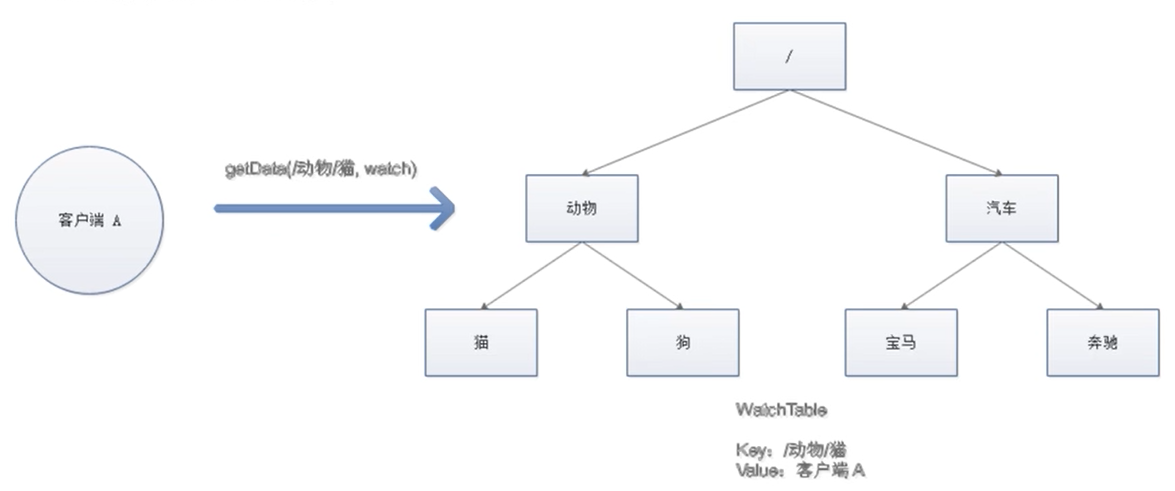 /
getData(/动物/猫, watch)
客户端 A
动物
汽车
猫
狗
宝马
奔驰
WatchTable
Key：/动物/猫
Value：客户端 A